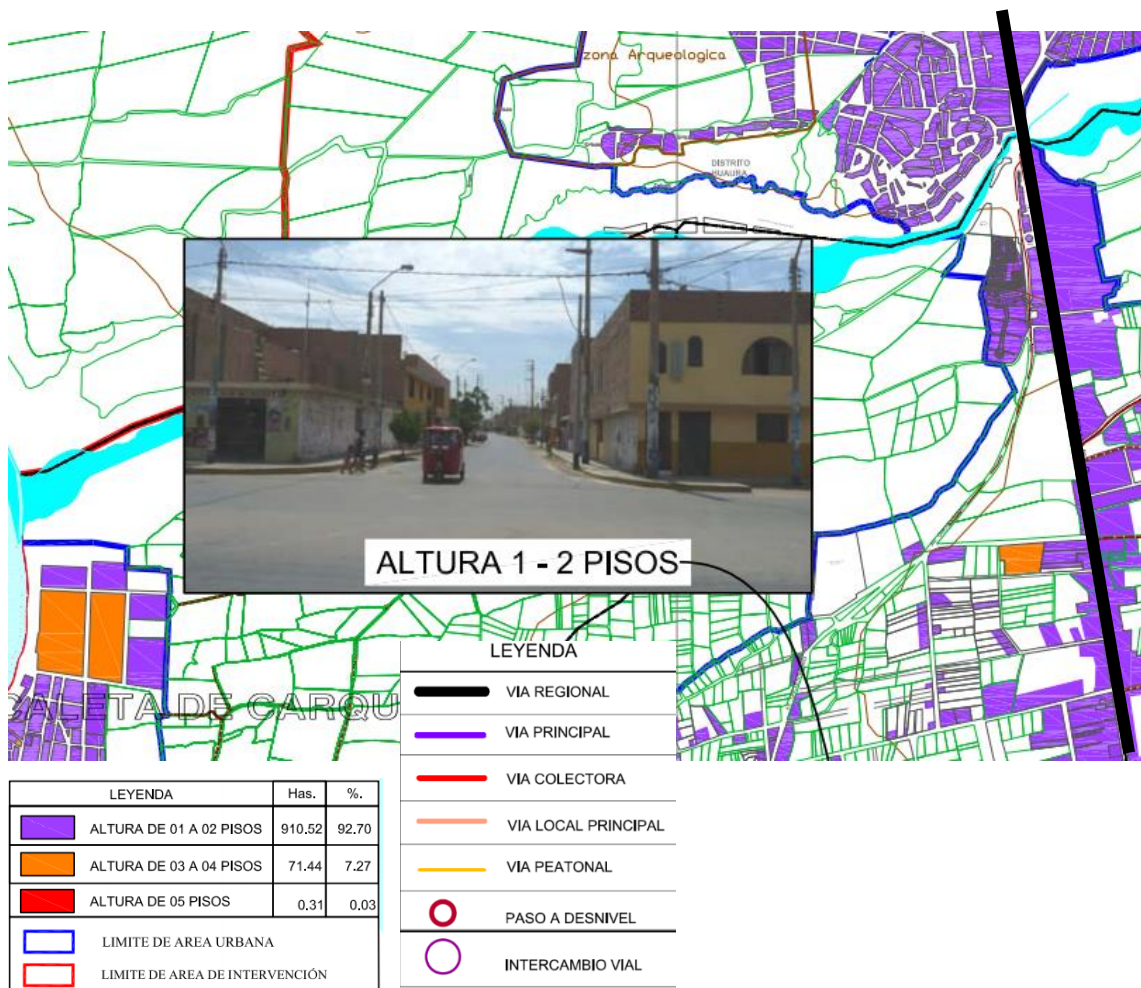 zona Arqueologica
DISTRITO
HUAURA
ALTURA 1 - 2 PISOS
CALETA DE CARQU
LEYENDA
VIA REGIONAL
VIA PRINCIPAL
VIA COLECTORA
VIA LOCAL PRINCIPAL
VIA PEATONAL
PASO A DESNIVEL
INTERCAMBIO VIAL
LEYENDA Has. %.
ALTURA DE 01 A 02 PISOS 910.52 92.70
ALTURA DE 03 A 04 PISOS 71.44 7.27
ALTURA DE 05 PISOS 0.31 0.03
LIMITE DE AREA URBANA
LIMITE DE AREA DE INTERVENCIÓN